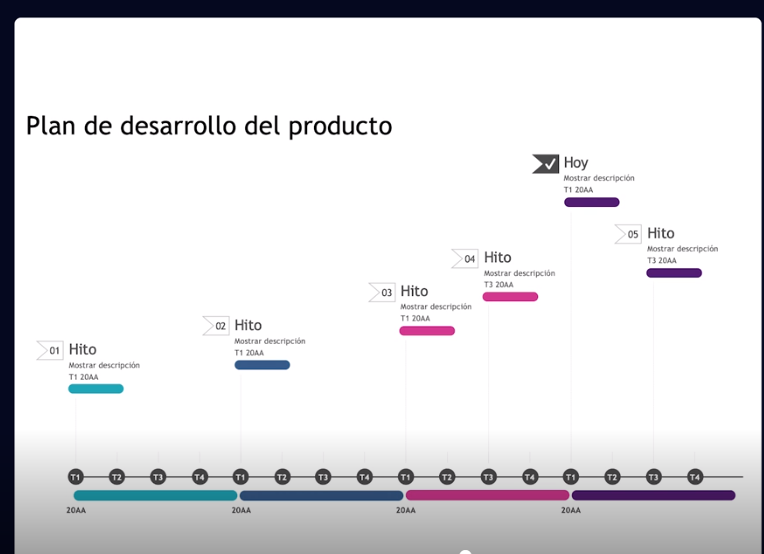 Plan de desarrollo del producto
Hoy
Mostrar descripción
T1 20AA
05 Hito
Mostrar descripción
T3 20AA
04 Hito
Mostrar descripción
T3 20AA
03 Hito
Mostrar descripción
T1 20AA
02 Hito
Mostrar descripción
T1 20AA
01 Hito
Mostrar descripción
T1 20AA
T1 T2 T3 T4 T1 T2 T3 T4 T1 T2 T3 T4 T1 T2 T3 T4
20AA 20AA 20AA 20AA